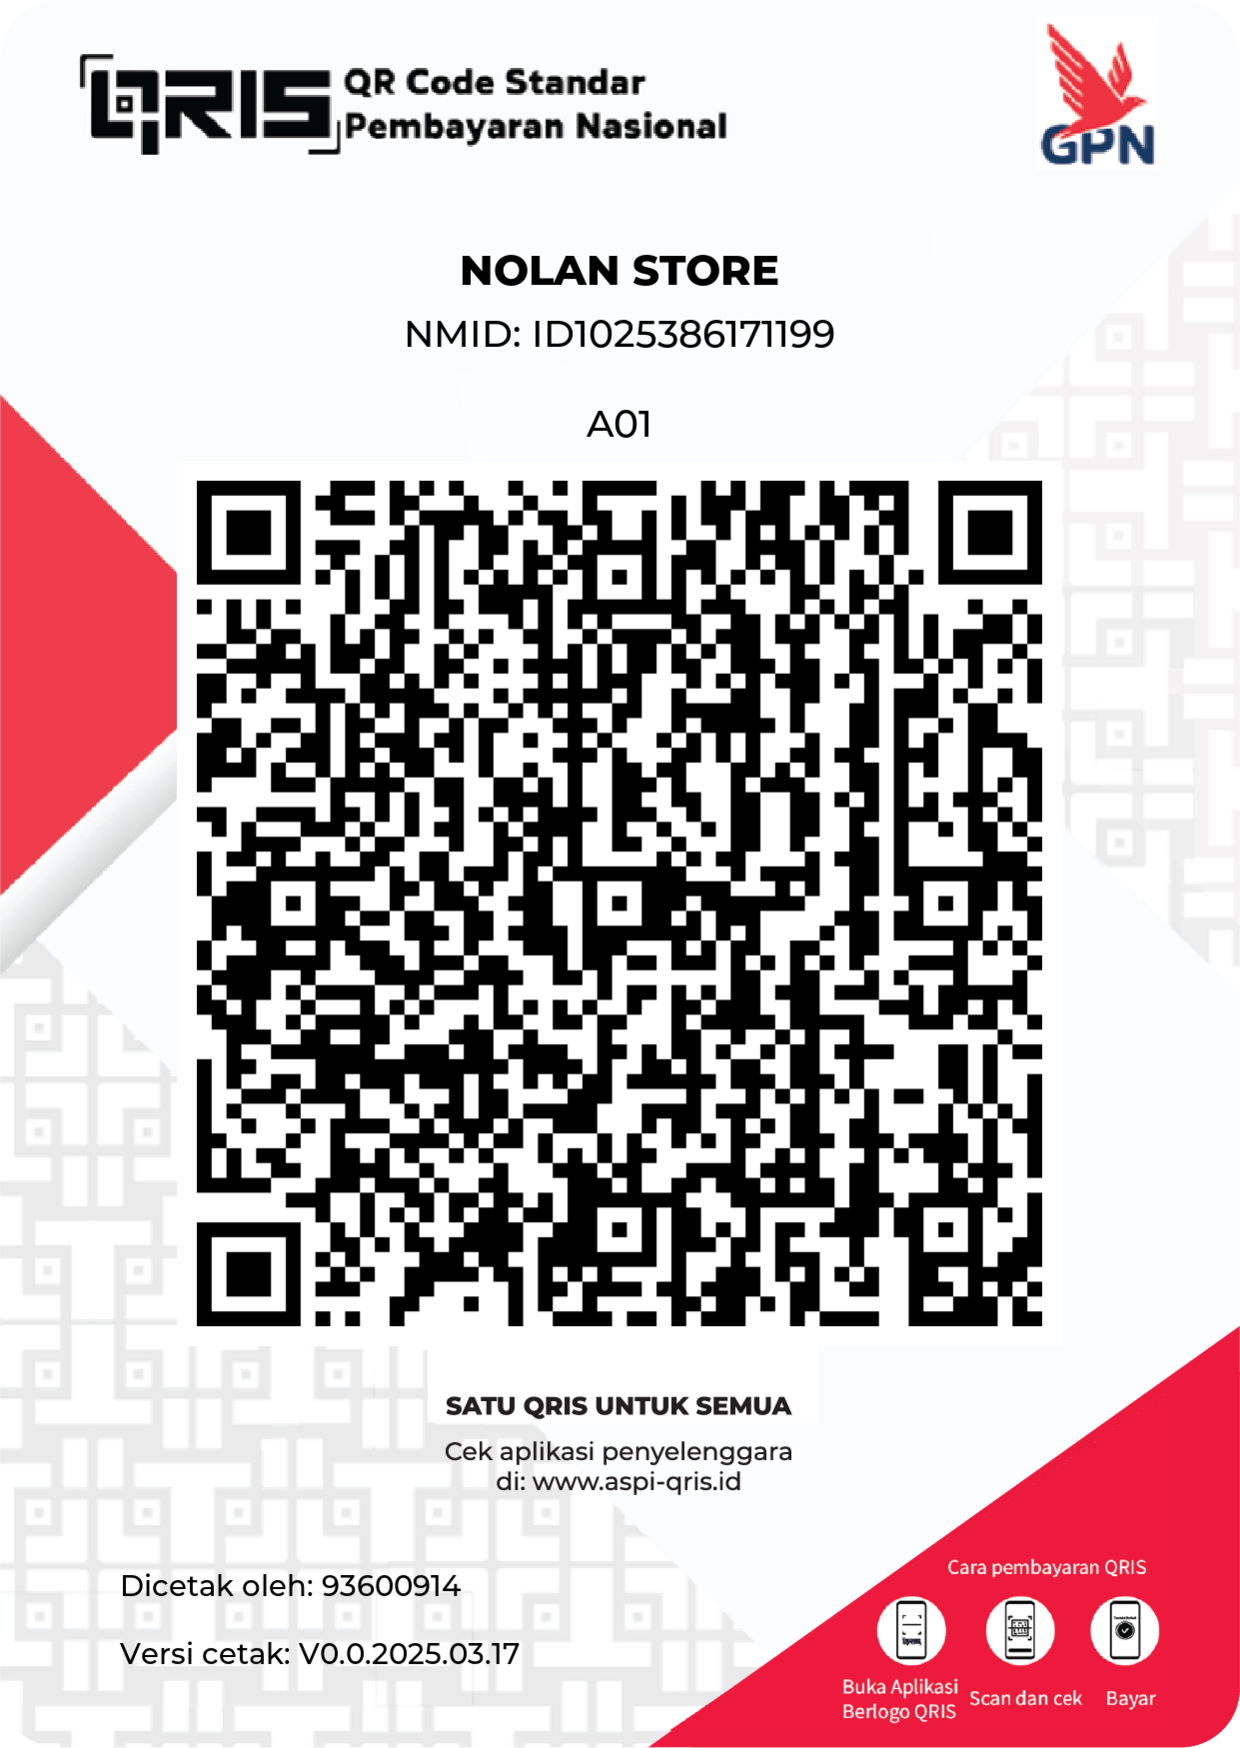 QRIS QR Code Standar
Pembayaran Nasional
GPN
NOLAN STORE
NMID: ID1025386171199
A01
SATU QRIS UNTUK SEMUA
Cek aplikasi penyelenggara
di: www.aspi-qris.id
Dicetak oleh: 93600914
Versi cetak: V0.0.2025.03.17
Cara pembayaran QRIS
Buka Aplikasi
Berlogo QRIS
Scan dan cek
Bayar